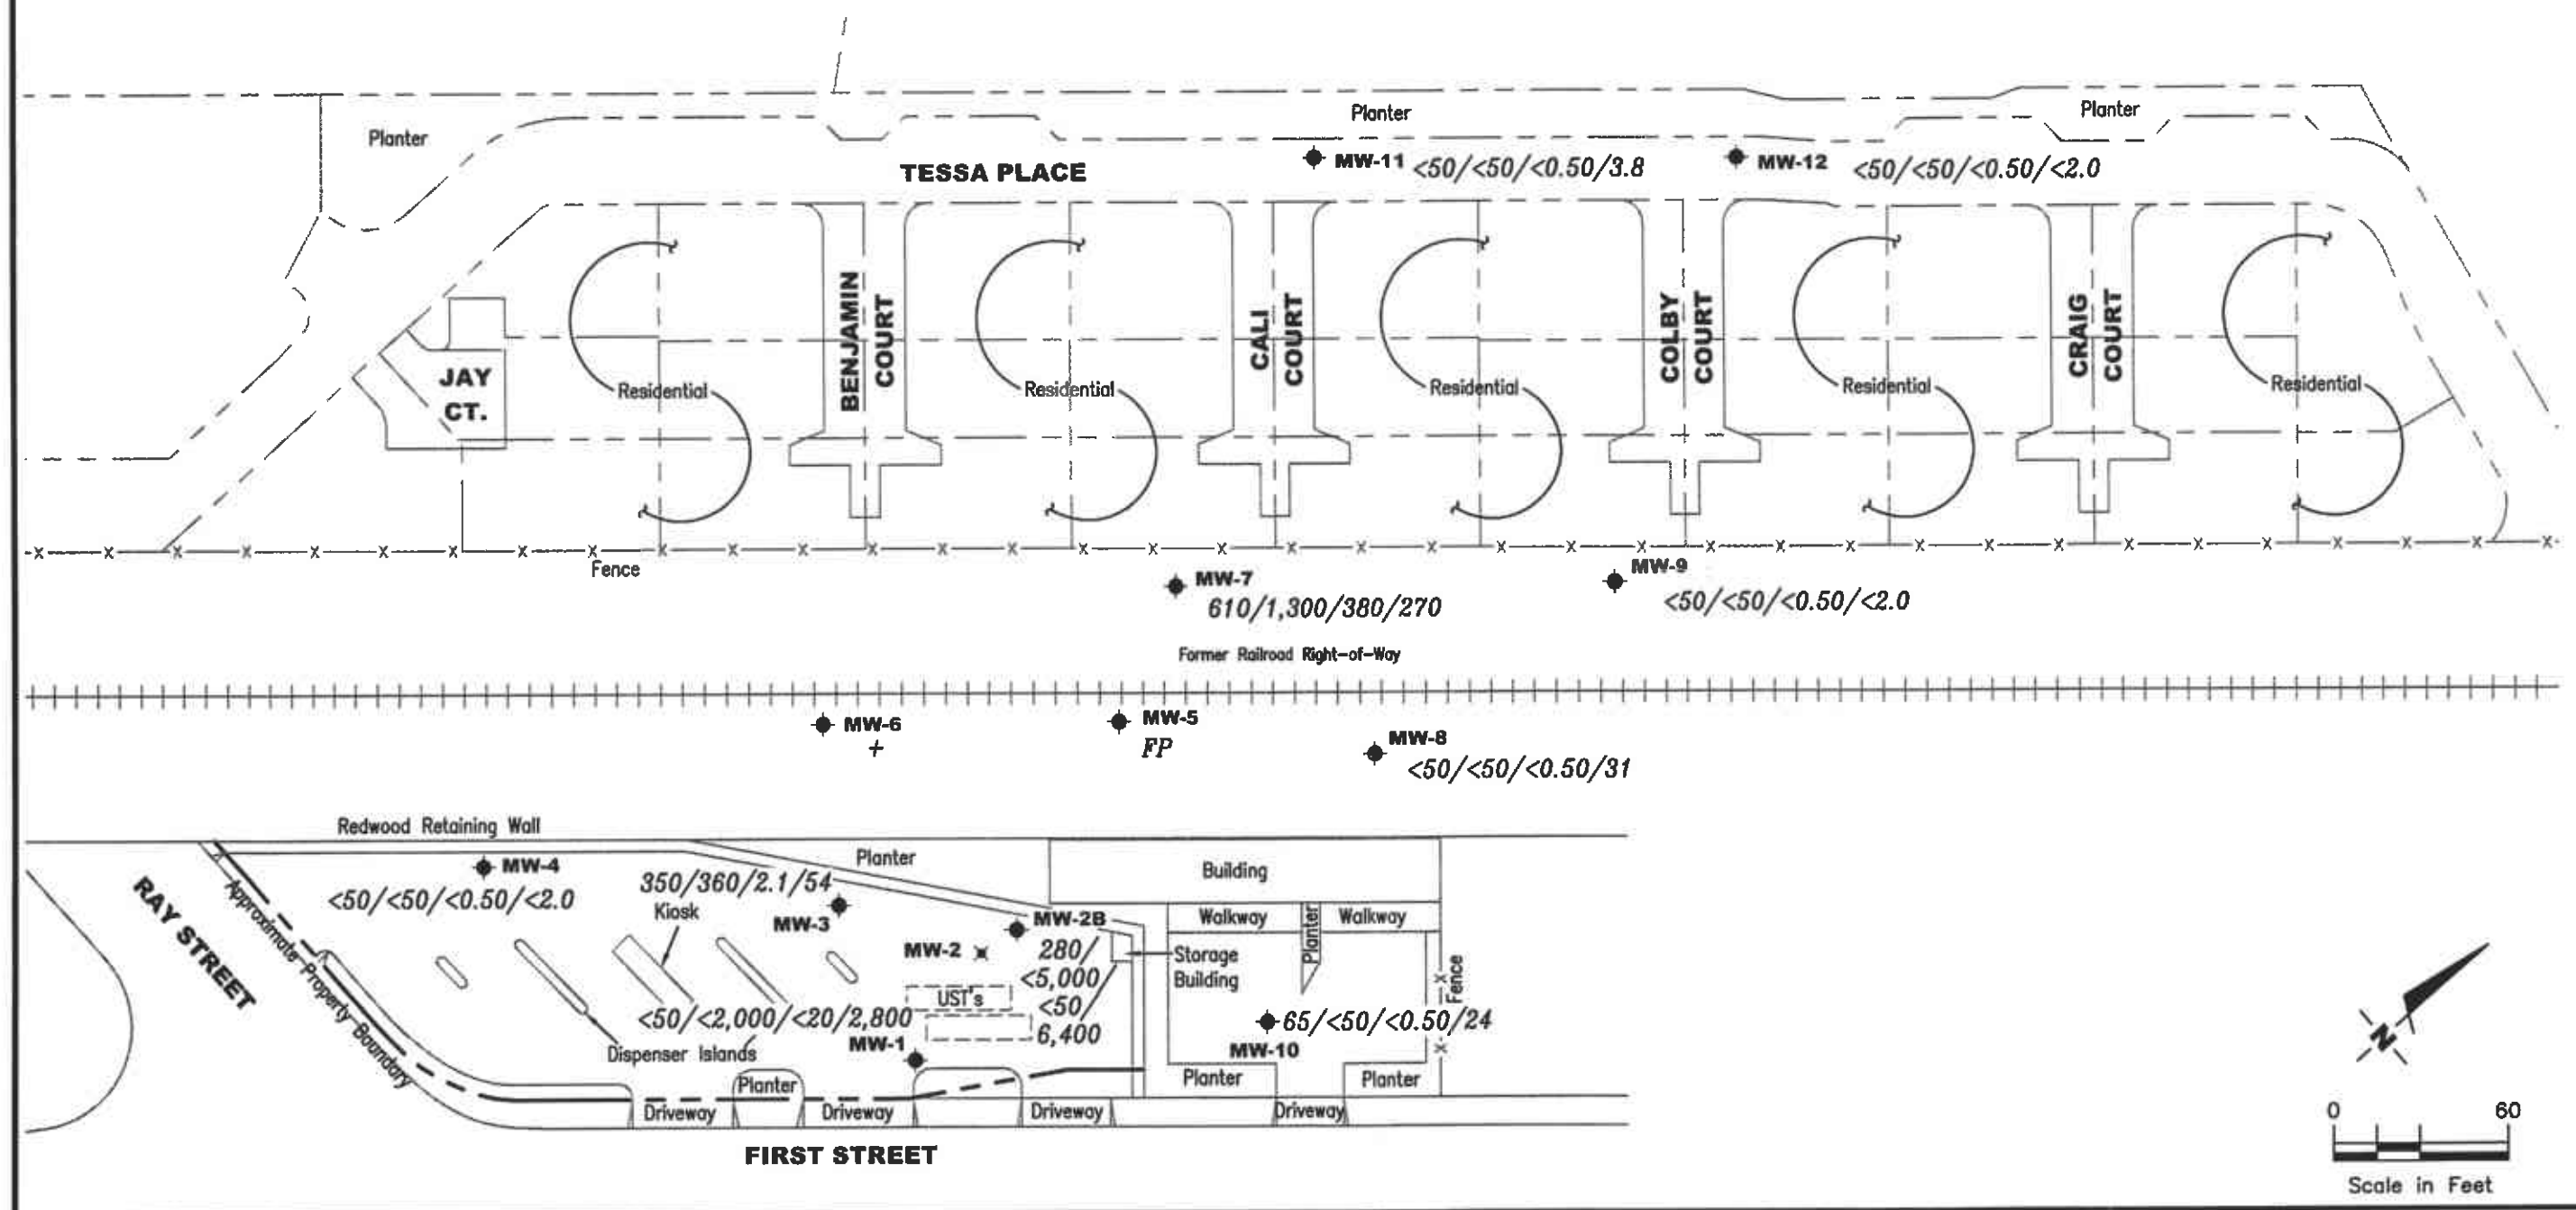 Planter
Planter
Planter
TESSA PLACE
MW-11 <50/<50/<0.50/3.8
MW-12 <50/<50/<0.50/<2.0
BENJAMIN
COURT
CALI
COURT
COLBY
COURT
CRAIG
COURT
JAY
CT.
Residential
Residential
Residential
Residential
Residential
Fence
MW-7
610/1,300/380/270
MW-9
<50/<50/<0.50/<2.0
Former Railroad Right-of-Way
MW-6
+
MW-5
FP
MW-8
<50/<50/<0.50/31
Redwood Retaining Wall
MW-4
<50/<50/<0.50/<2.0
RAY STREET
Approximate Property Boundary
Planter
350/360/2.1/54
Kiosk
MW-3
MW-2B
280/
<5,000
<50/
6,400
MW-2
UST's
<50/<2,000/<20/2,800
Dispenser Islands
MW-1
Building
Walkway
Planter
Walkway
Storage
Building
Fence
65/<50/<0.50/24
MW-10
Planter
Planter
Planter
Driveway
Driveway
Driveway
Driveway
FIRST STREET
N
0 60
Scale in Feet